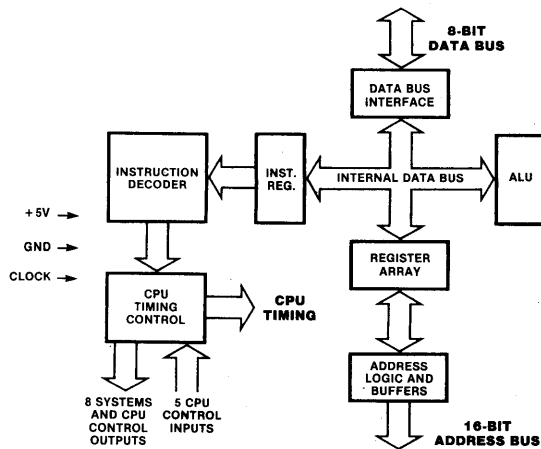 8-BIT
DATA BUS
DATA BUS
INTERFACE
INSTRUCTION
DECODER
INST.
REG.
INTERNAL DATA BUS
ALU
+5V
GND
CLOCK
REGISTER
ARRAY
CPU
TIMING
CONTROL
CPU
TIMING
ADDRESS
LOGIC AND
BUFFERS
8 SYSTEMS
AND CPU
CONTROL
OUTPUTS
5 CPU
CONTROL
INPUTS
16-BIT
ADDRESS BUS